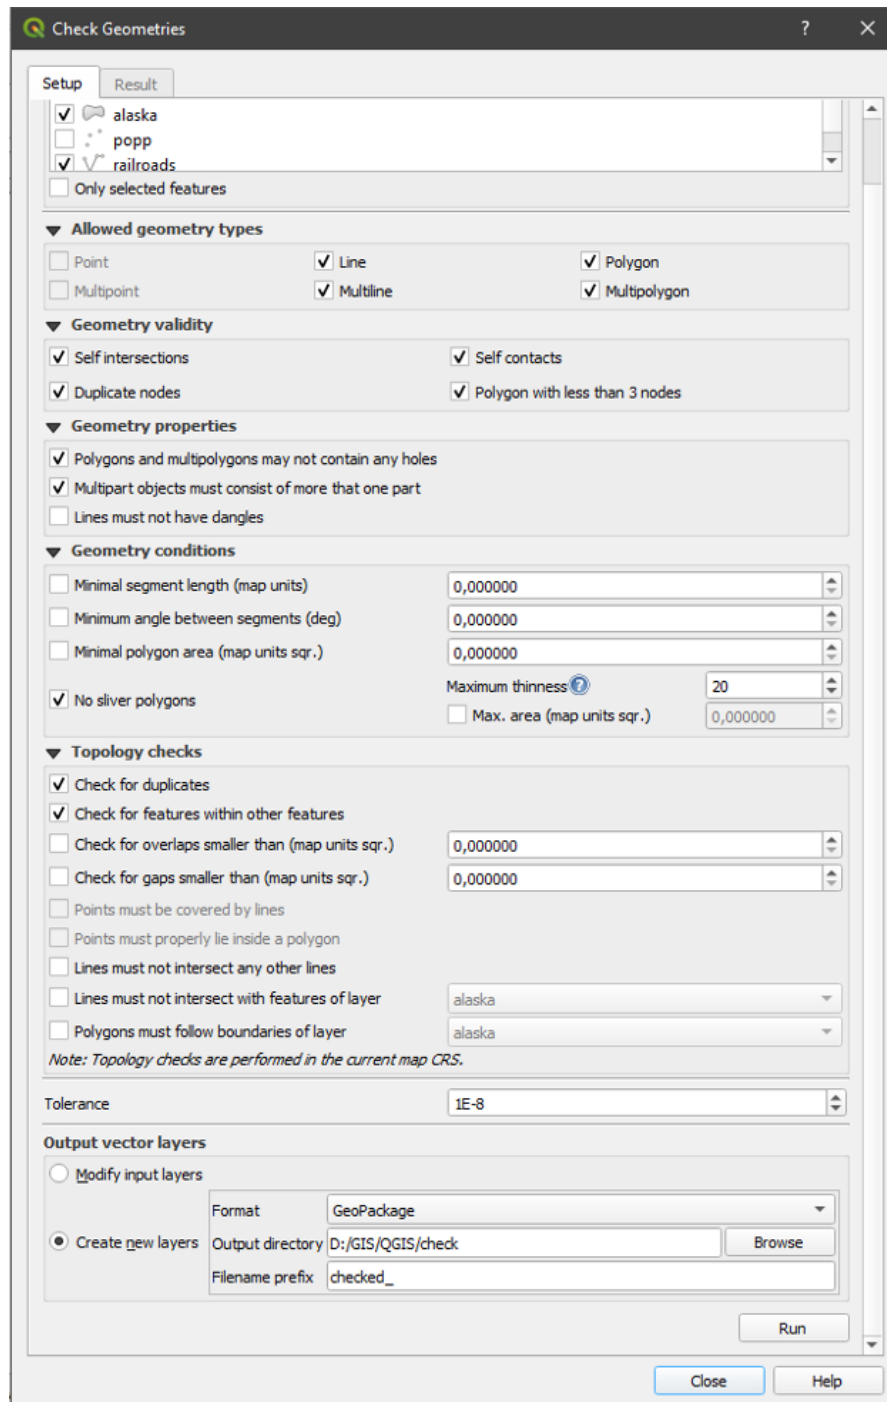 Check Geometries ?
Setup Result
alaska
popp
railroads
Only selected features
Allowed geometry types
Point Line Polygon
Multipoint Multiline Multipolygon
Geometry validity
Self intersections Self contacts
Duplicate nodes Polygon with less than 3 nodes
Geometry properties
Polygons and multipolygons may not contain any holes
Multipart objects must consist of more that one part
Lines must not have dangles
Geometry conditions
Minimal segment length (map units) 0,000000
Minimum angle between segments (deg) 0,000000
Minimal polygon area (map units sqr.) 0,000000
Maximum thinness ? 20
No sliver polygons
Max. area (map units sqr.) 0,000000
Topology checks
Check for duplicates
Check for features within other features
Check for overlaps smaller than (map units sqr.) 0,000000
Check for gaps smaller than (map units sqr.) 0,000000
Points must be covered by lines
Points must properly lie inside a polygon
Lines must not intersect any other lines
Lines must not intersect with features of layer alaska
Polygons must follow boundaries of layer alaska
Note: Topology checks are performed in the current map CRS.
Tolerance 1E-8
Output vector layers
Modify input layers
Format GeoPackage
Create new layers Output directory D:/GIS/QGIS/check Browse
Filename prefix checked_
Run
Close Help